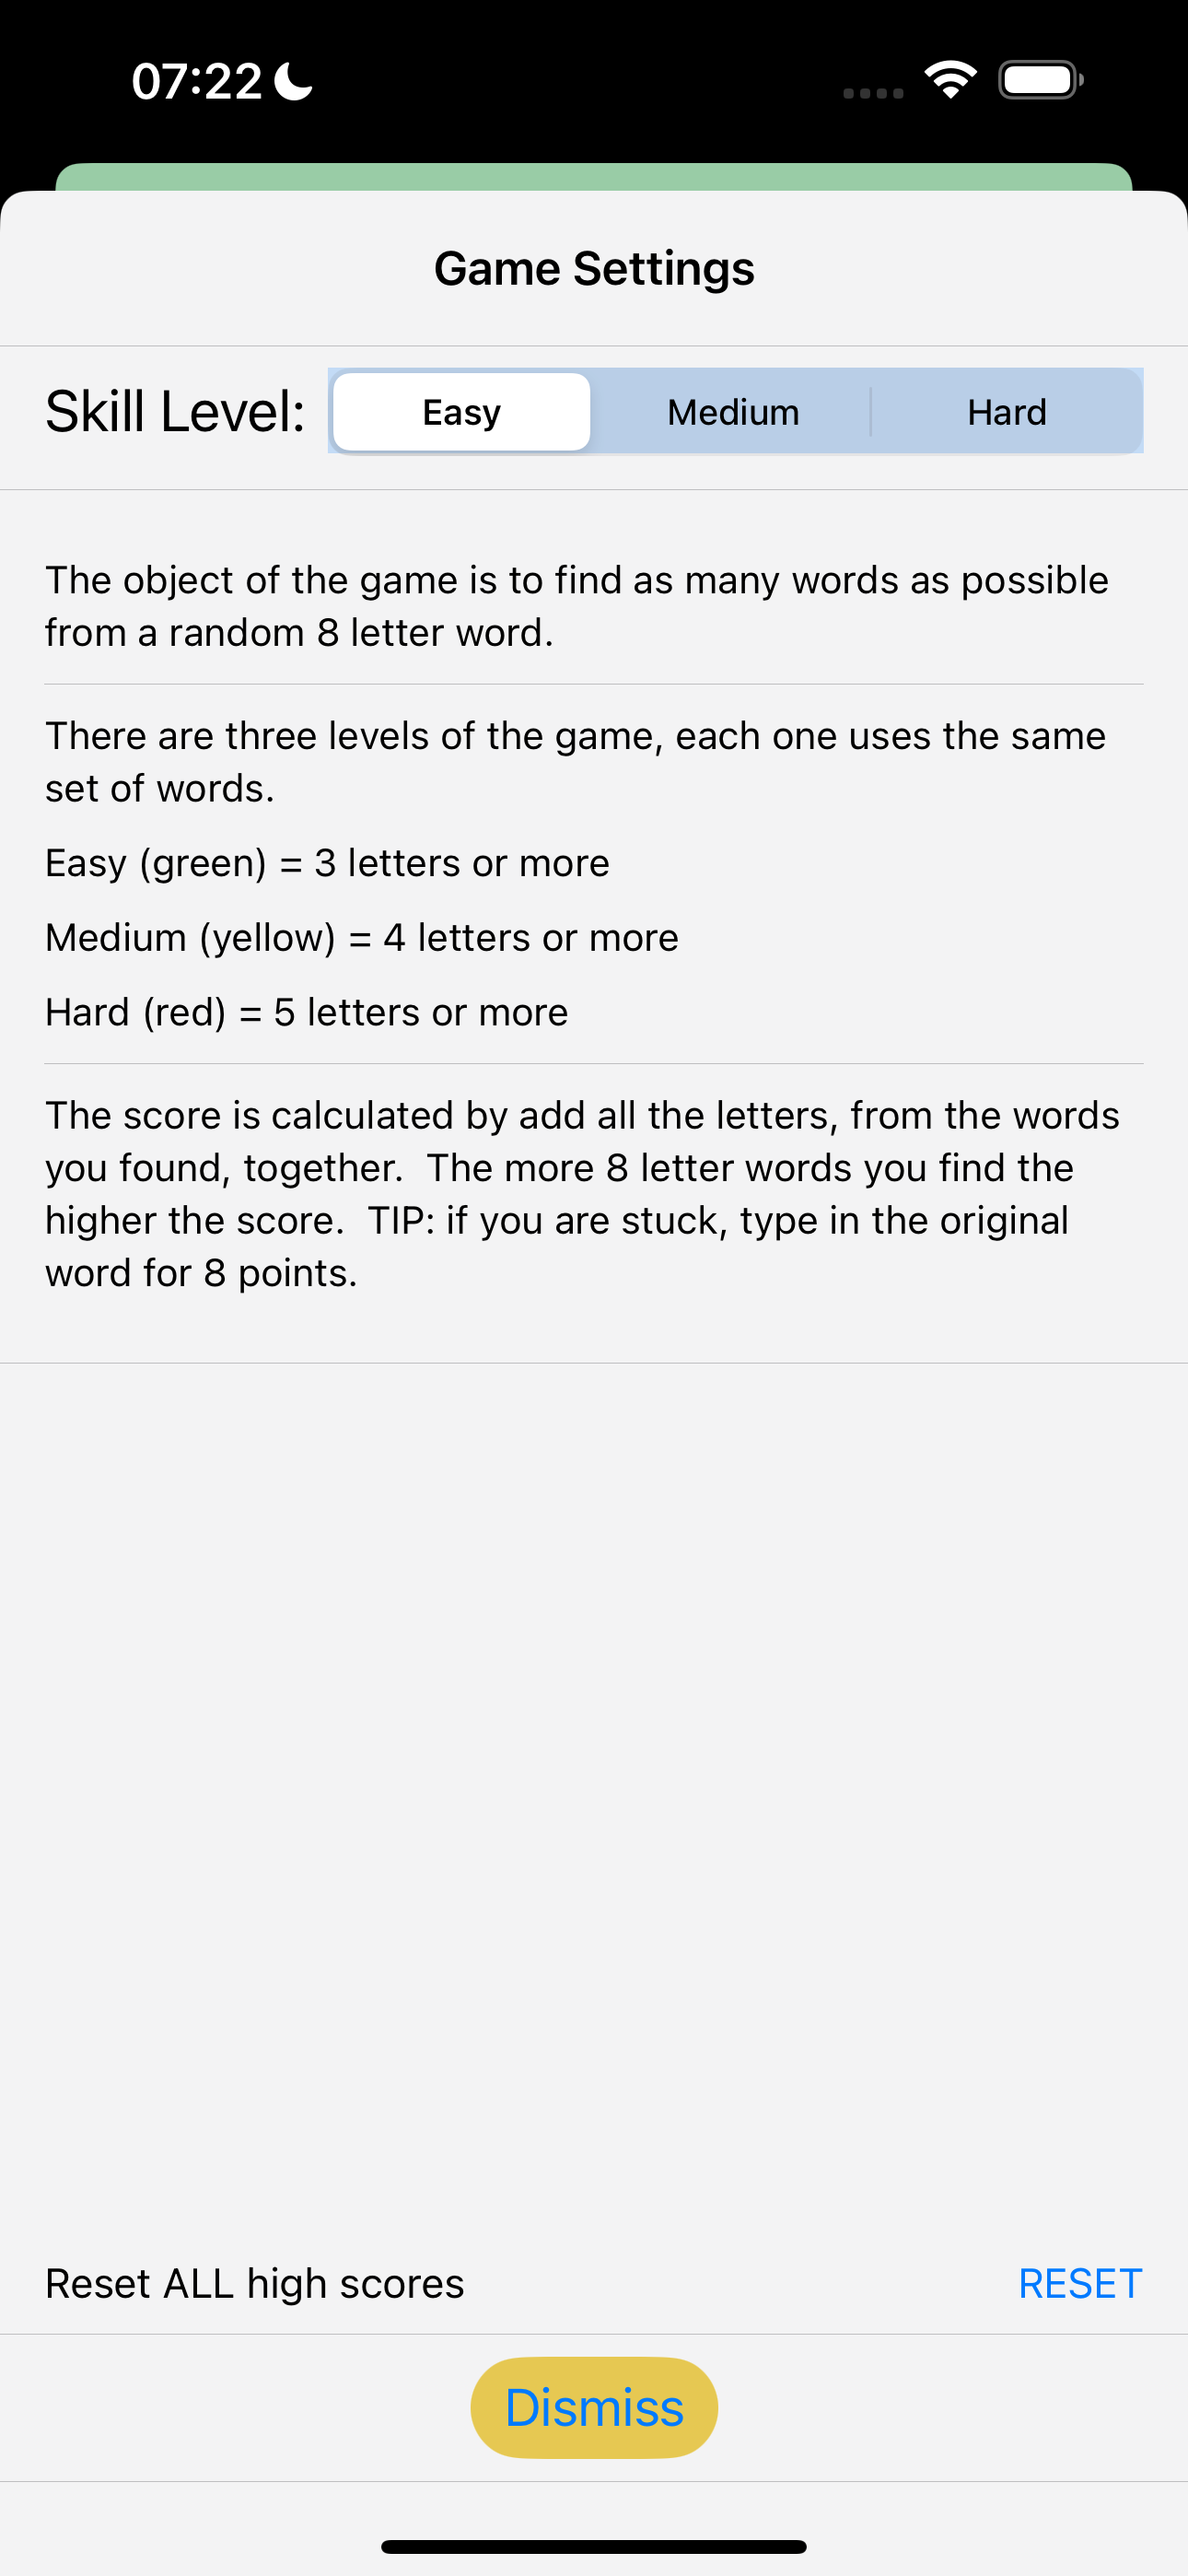 07:22
Game Settings
Skill Level: Easy Medium Hard
The object of the game is to find as many words as possible
from a random 8 letter word.
There are three levels of the game, each one uses the same
set of words.
Easy (green) = 3 letters or more
Medium (yellow) = 4 letters or more
Hard (red) = 5 letters or more
The score is calculated by add all the letters, from the words
you found, together.  The more 8 letter words you find the
higher the score.  TIP: if you are stuck, type in the original
word for 8 points.
Reset ALL high scores RESET
Dismiss